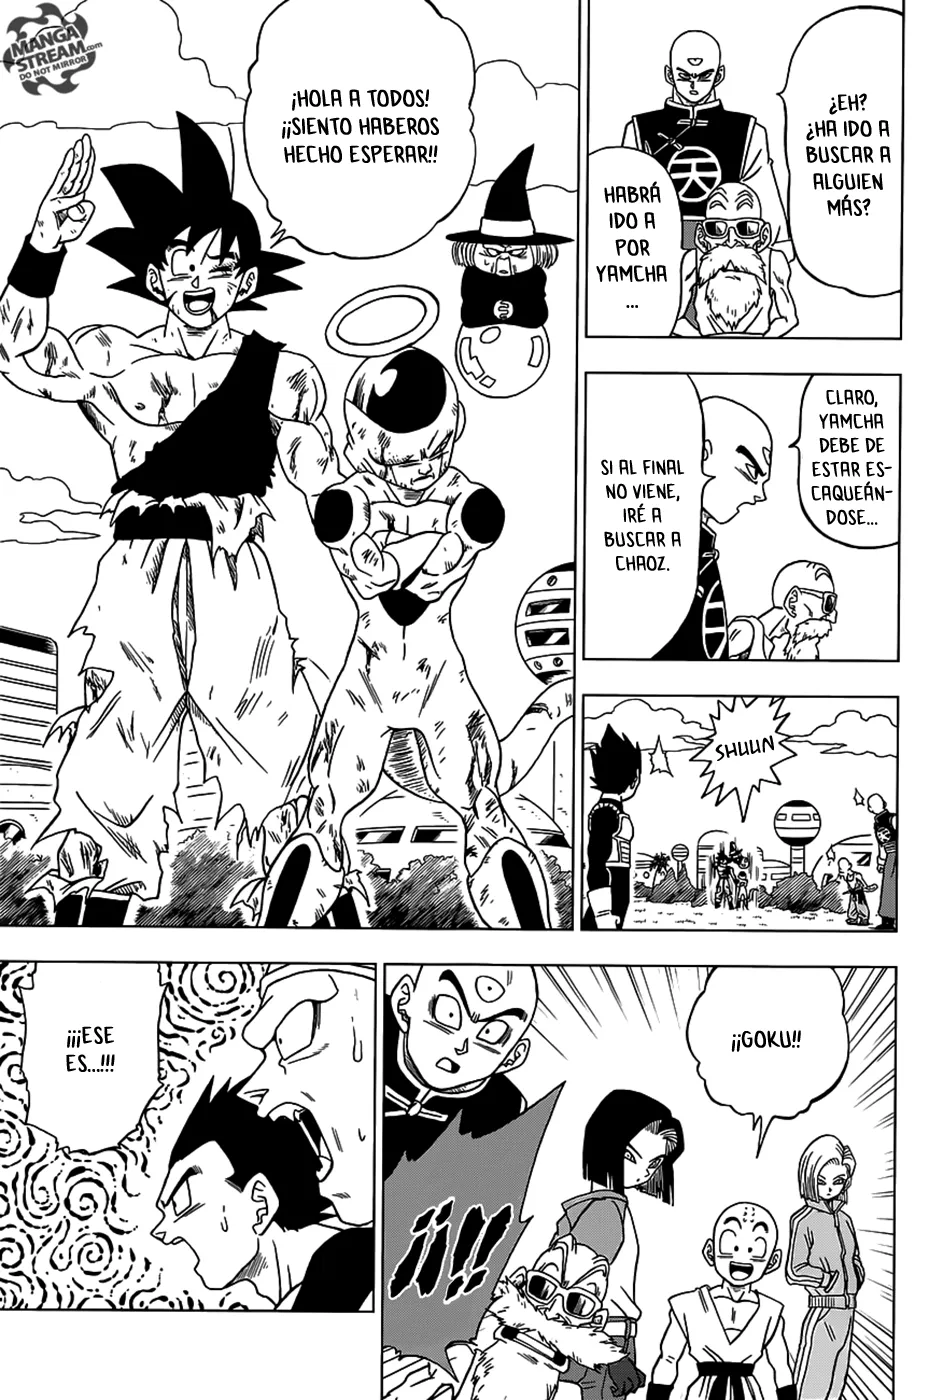 MANGA
STREAM.com
DO NOT MIRROR
¿EH?
¿HA IDO A
BUSCAR A
ALGUIEN
MÁS?
HABRÁ
IDO A
POR
YAMCHA
...
天
CLARO,
YAMCHA
DEBE DE
ESTAR ES-
CAQUEÁN-
DOSE...
SI AL FINAL
NO VIENE,
IRÉ A
BUSCAR A
CHAOZ.
SHUUN
¡HOLA A TODOS!
¡¡SIENTO HABEROS
HECHO ESPERAR!!
¡¡GOKU!!
¡¡!!
¡¡¡ESE
ES...!!!